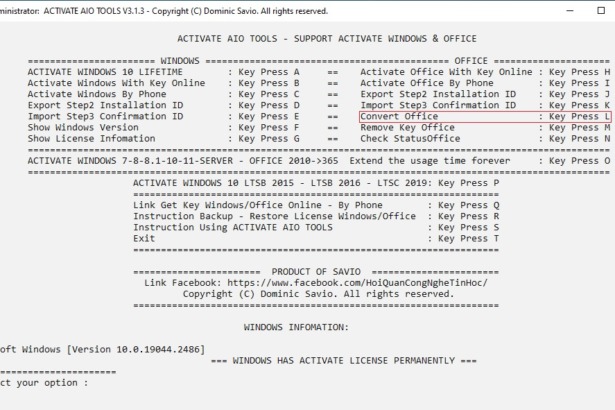 ministrator: ACTIVATE AIO TOOLS V3.1.3 - Copyright (C) Dominic Savio. All rights reserved.
ACTIVATE AIO TOOLS - SUPPORT ACTIVATE WINDOWS & OFFICE
====================== WINDOWS ======================================== OFFICE =====================
ACTIVATE WINDOWS 10 LIFETIME : Key Press A == Activate Office With Key Online : Key Press H
Activate Windows With Key Online : Key Press B == Activate Office By Phone : Key Press I
Activate Windows By Phone : Key Press C == Export Step2 Installation ID : Key Press J
Export Step2 Installation ID : Key Press D == Import Step3 Confirmation ID : Key Press K
Import Step3 Confirmation ID : Key Press E == Convert Office : Key Press L
Show Windows Version : Key Press F == Remove Key Office : Key Press M
Show License Infomation : Key Press G == Check StatusOffice : Key Press N
=========================================================================================
ACTIVATE WINDOWS 7-8-8.1-10-11-SERVER - OFFICE 2010->365 Extend the usage time forever : Key Press O
=========================================================================================
ACTIVATE WINDOWS 10 LTSB 2015 - LTSB 2016 - LTSC 2019: Key Press P
==================================================================
Link Get Key Windows/Office Online - By Phone : Key Press Q
Instruction Backup - Restore License Windows/Office : Key Press R
Instruction Using ACTIVATE AIO TOOLS : Key Press S
Exit : Key Press T
==================================================================
======================= PRODUCT OF SAVIO =======================
Link Facebook: https://www.facebook.com/HoiQuanCongNgheTinHoc/
Copyright (C) Dominic Savio. All rights reserved.
==================================================================
WINDOWS INFOMATION:
oft Windows [Version 10.0.19044.2486]
=== WINDOWS HAS ACTIVATE LICENSE PERMANENTLY ===
=====================
ct your option :